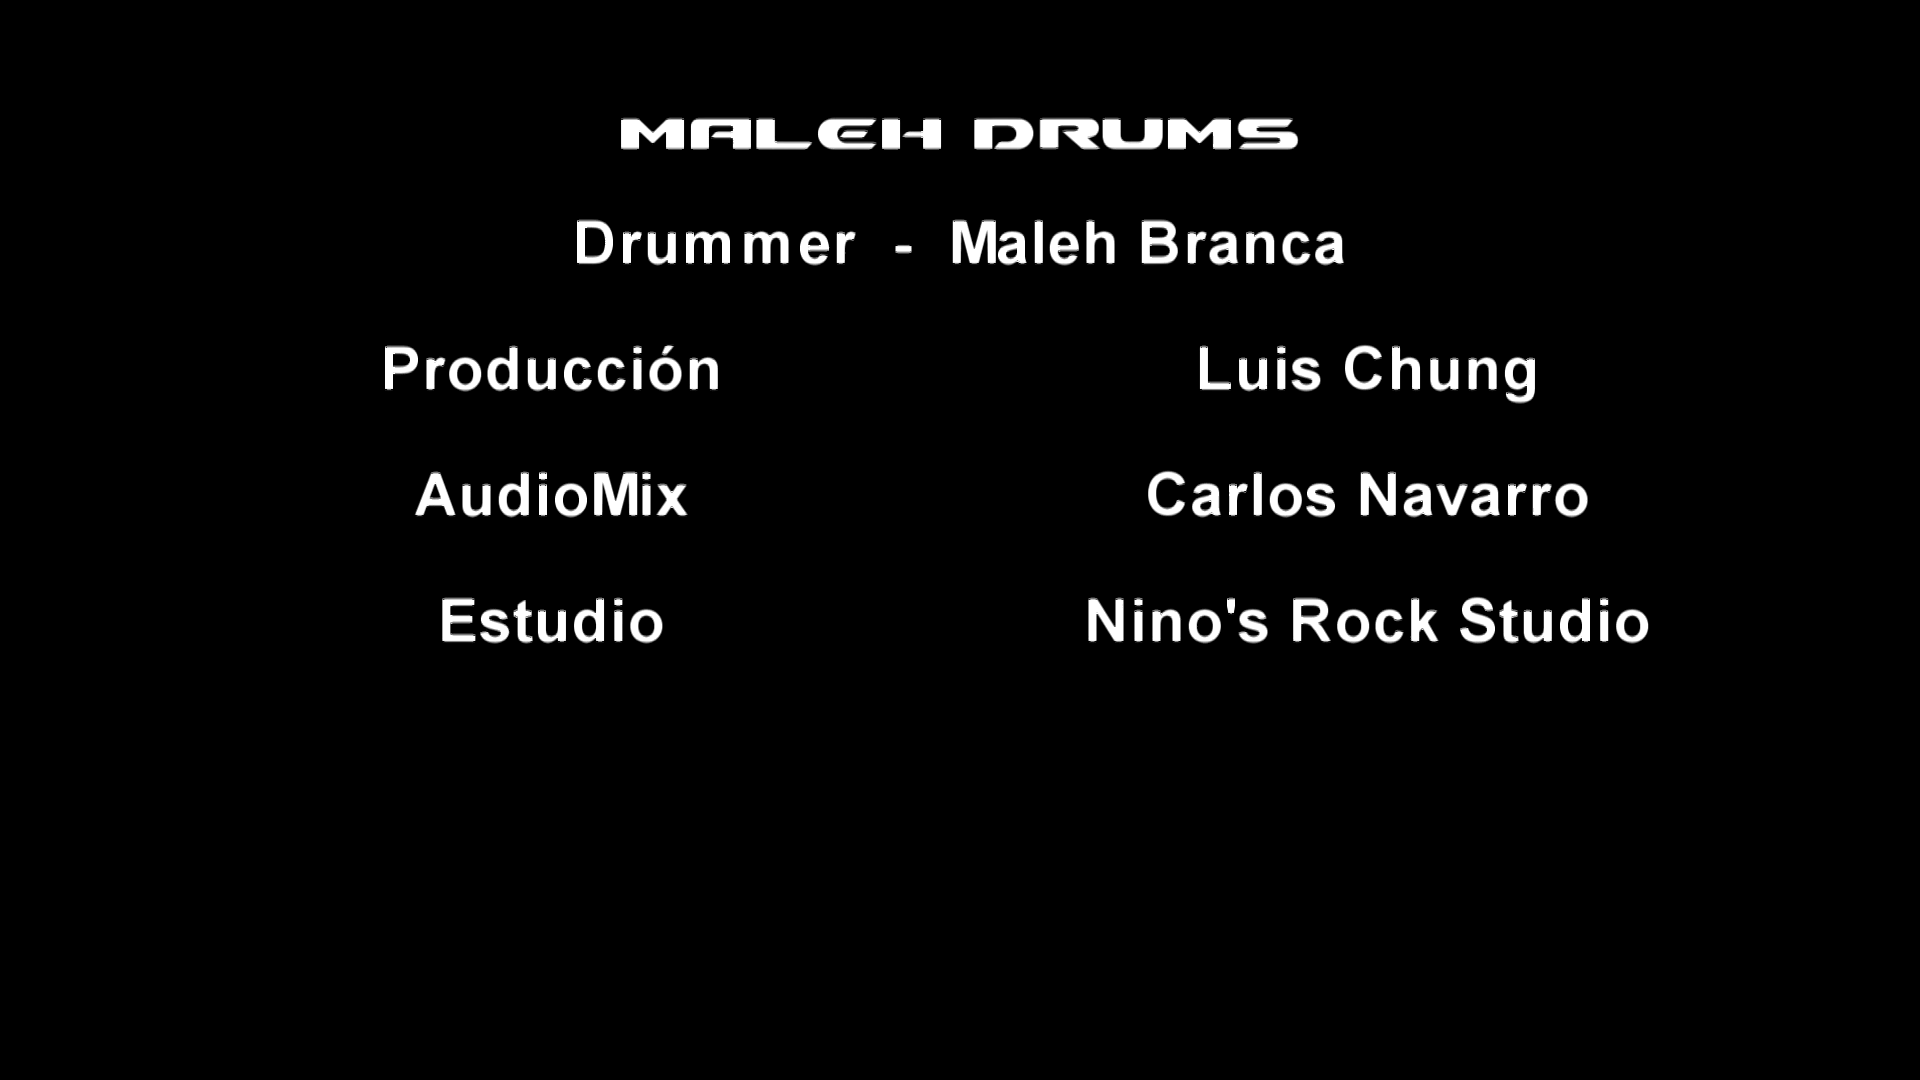 MALEH DRUMS
Drummer - Maleh Branca
Producción Luis Chung
AudioMix Carlos Navarro
Estudio Nino's Rock Studio